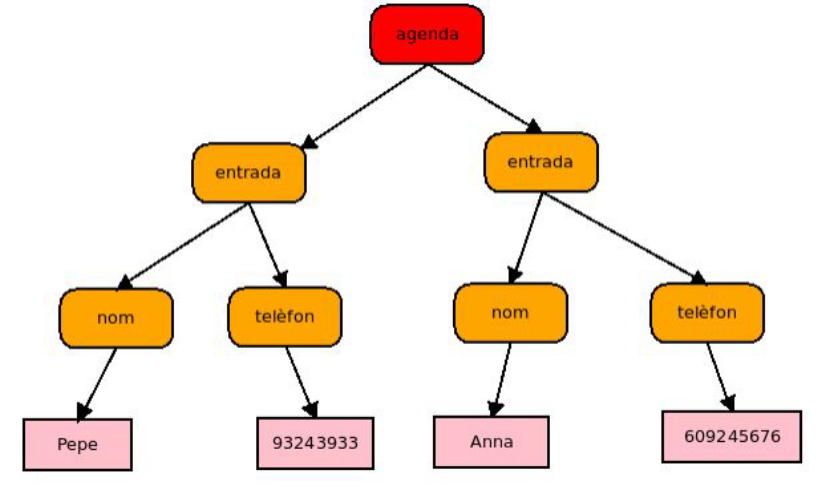 agenda
entrada
entrada
nom
telèfon
nom
telèfon
Pepe
93243933
Anna
609245676